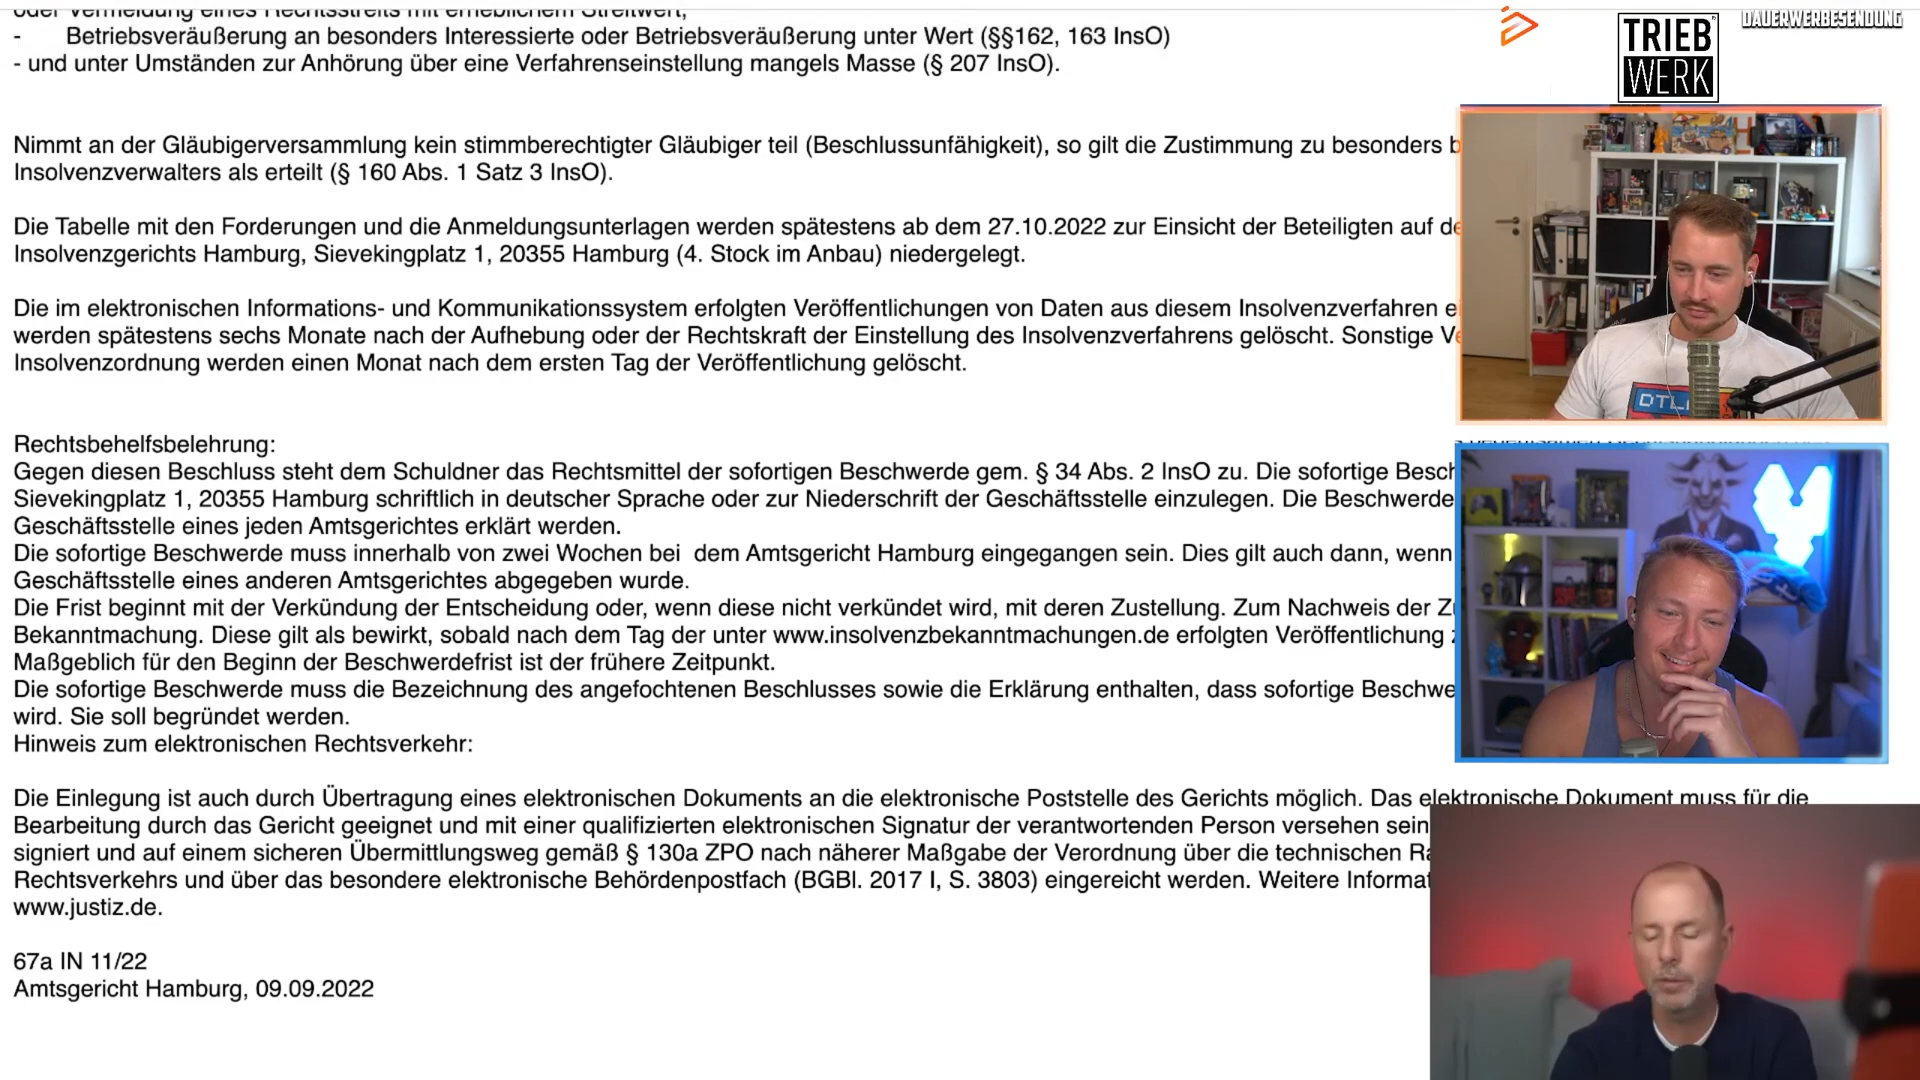 oder Vermeidung eines Rechtsstreits mit erheblichem Streitwert,
- Betriebsveräußerung an besonders Interessierte oder Betriebsveräußerung unter Wert (§§162, 163 InsO)
- und unter Umständen zur Anhörung über eine Verfahrenseinstellung mangels Masse (§ 207 InsO).
Nimmt an der Gläubigerversammlung kein stimmberechtigter Gläubiger teil (Beschlussunfähigkeit), so gilt die Zustimmung zu besonders b
Insolvenzverwalters als erteilt (§ 160 Abs. 1 Satz 3 InsO).
Die Tabelle mit den Forderungen und die Anmeldungsunterlagen werden spätestens ab dem 27.10.2022 zur Einsicht der Beteiligten auf de
Insolvenzgerichts Hamburg, Sievekingplatz 1, 20355 Hamburg (4. Stock im Anbau) niedergelegt.
Die im elektronischen Informations- und Kommunikationssystem erfolgten Veröffentlichungen von Daten aus diesem Insolvenzverfahren ei
werden spätestens sechs Monate nach der Aufhebung oder der Rechtskraft der Einstellung des Insolvenzverfahrens gelöscht. Sonstige Ve
Insolvenzordnung werden einen Monat nach dem ersten Tag der Veröffentlichung gelöscht.
Rechtsbehelfsbelehrung:
Gegen diesen Beschluss steht dem Schuldner das Rechtsmittel der sofortigen Beschwerde gem. § 34 Abs. 2 InsO zu. Die sofortige Besch
Sievekingplatz 1, 20355 Hamburg schriftlich in deutscher Sprache oder zur Niederschrift der Geschäftsstelle einzulegen. Die Beschwerde
Geschäftsstelle eines jeden Amtsgerichtes erklärt werden.
Die sofortige Beschwerde muss innerhalb von zwei Wochen bei dem Amtsgericht Hamburg eingegangen sein. Dies gilt auch dann, wenn
Geschäftsstelle eines anderen Amtsgerichtes abgegeben wurde.
Die Frist beginnt mit der Verkündung der Entscheidung oder, wenn diese nicht verkündet wird, mit deren Zustellung. Zum Nachweis der Zu
Bekanntmachung. Diese gilt als bewirkt, sobald nach dem Tag der unter www.insolvenzbekanntmachungen.de erfolgten Veröffentlichung
Maßgeblich für den Beginn der Beschwerdefrist ist der frühere Zeitpunkt.
Die sofortige Beschwerde muss die Bezeichnung des angefochtenen Beschlusses sowie die Erklärung enthalten, dass sofortige Beschwe
wird. Sie soll begründet werden.
Hinweis zum elektronischen Rechtsverkehr:
Die Einlegung ist auch durch Übertragung eines elektronischen Dokuments an die elektronische Poststelle des Gerichts möglich. Das elektronische Dokument muss für die
Bearbeitung durch das Gericht geeignet und mit einer qualifizierten elektronischen Signatur der verantwortenden Person versehen sein
signiert und auf einem sicheren Übermittlungsweg gemäß § 130a ZPO nach näherer Maßgabe der Verordnung über die technischen Ra
Rechtsverkehrs und über das besondere elektronische Behördenpostfach (BGBl. 2017 I, S. 3803) eingereicht werden. Weitere Informat
www.justiz.de.
67a IN 11/22
Amtsgericht Hamburg, 09.09.2022
TRIEB
WERK
DAUERWERBESENDUNG
DTL